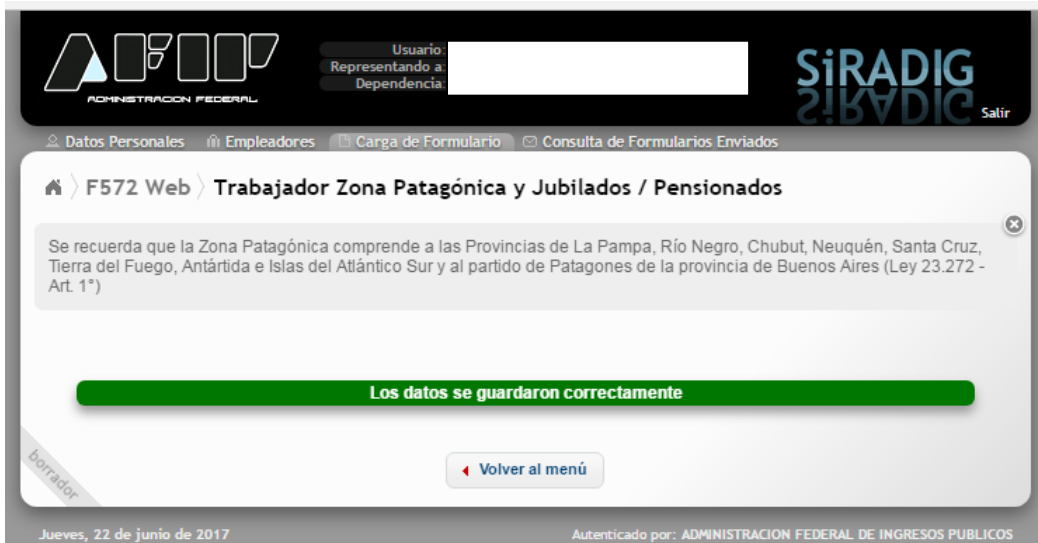 AFIP
ADMINISTRACION FEDERAL
Usuario:
Representando a:
Dependencia:
SiRADIG
Salir
Datos Personales
Empleadores
Carga de Formulario
Consulta de Formularios Enviados
F572 Web
Trabajador Zona Patagónica y Jubilados / Pensionados
Se recuerda que la Zona Patagónica comprende a las Provincias de La Pampa, Río Negro, Chubut, Neuquén, Santa Cruz,
Tierra del Fuego, Antártida e Islas del Atlántico Sur y al partido de Patagones de la provincia de Buenos Aires (Ley 23.272 -
Art. 1°)
Los datos se guardaron correctamente
borrador
Volver al menú
Jueves, 22 de junio de 2017
Autenticado por: ADMINISTRACION FEDERAL DE INGRESOS PUBLICOS